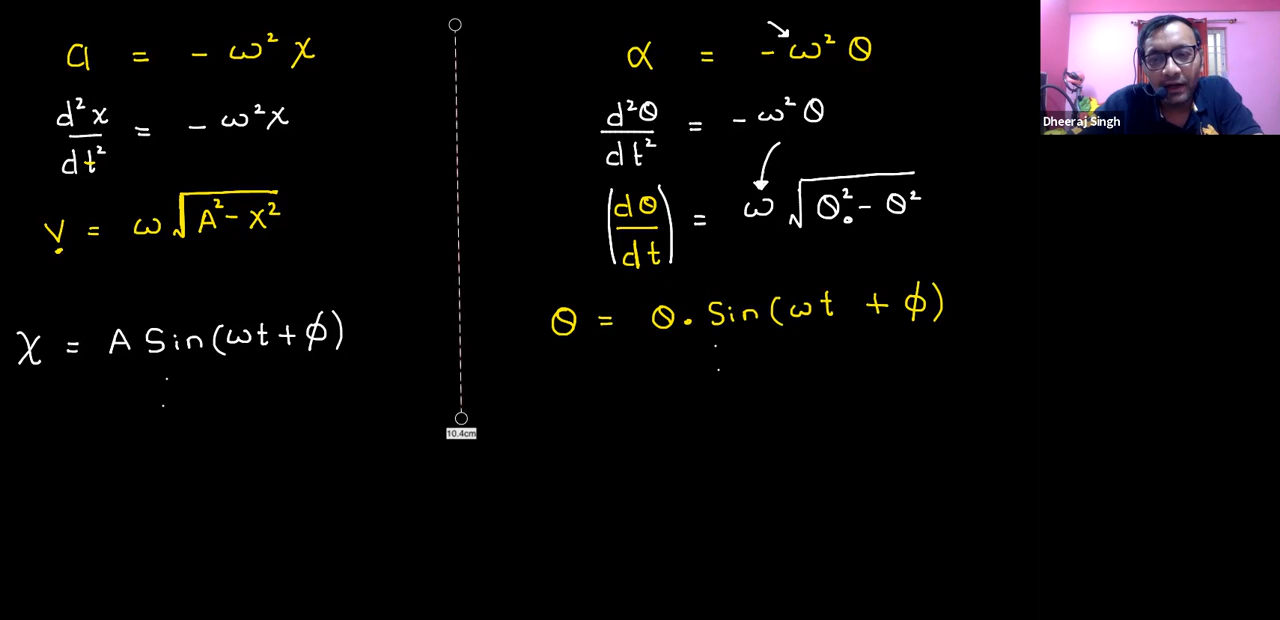 a = - ω² x
d²x/dt² = - ω²x
v = ω√(A² - x²)
x = A Sin(ωt + φ)
10.4cm
α = - ω² θ
d²θ/dt² = - ω² θ
(dθ/dt) = ω √(θ₀² - θ²)
θ = θ₀ Sin(ωt + φ)
Dheeraj Singh